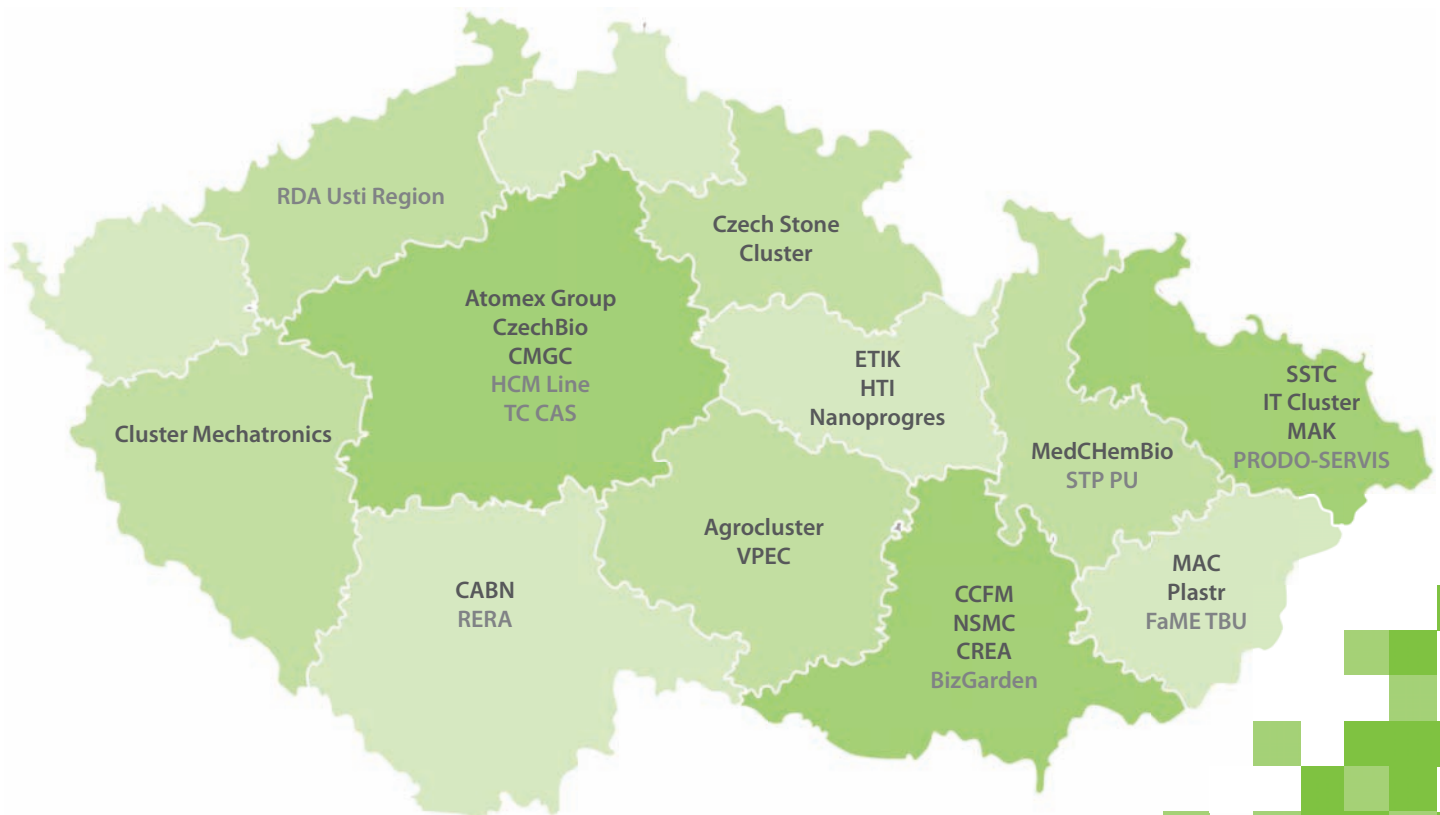 RDA Usti Region
Czech Stone
Cluster
Atomex Group
CzechBio
CMGC
HCM Line
TC CAS
ETIK
HTI
Nanoprogres
SSTC
IT Cluster
MAK
PRODO-SERVIS
Cluster Mechatronics
MedCHemBio
STP PU
Agrocluster
VPEC
CABN
RERA
CCFM
NSMC
CREA
BizGarden
MAC
Plastr
FaME TBU